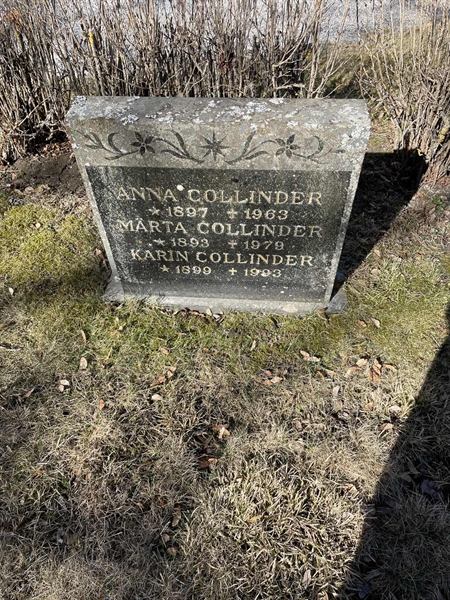 ANNA COLLINDER
* 1897 † 1963
MÄRTA COLLINDER
* 1893 † 1979
KARIN COLLINDER
* 1899 † 1993